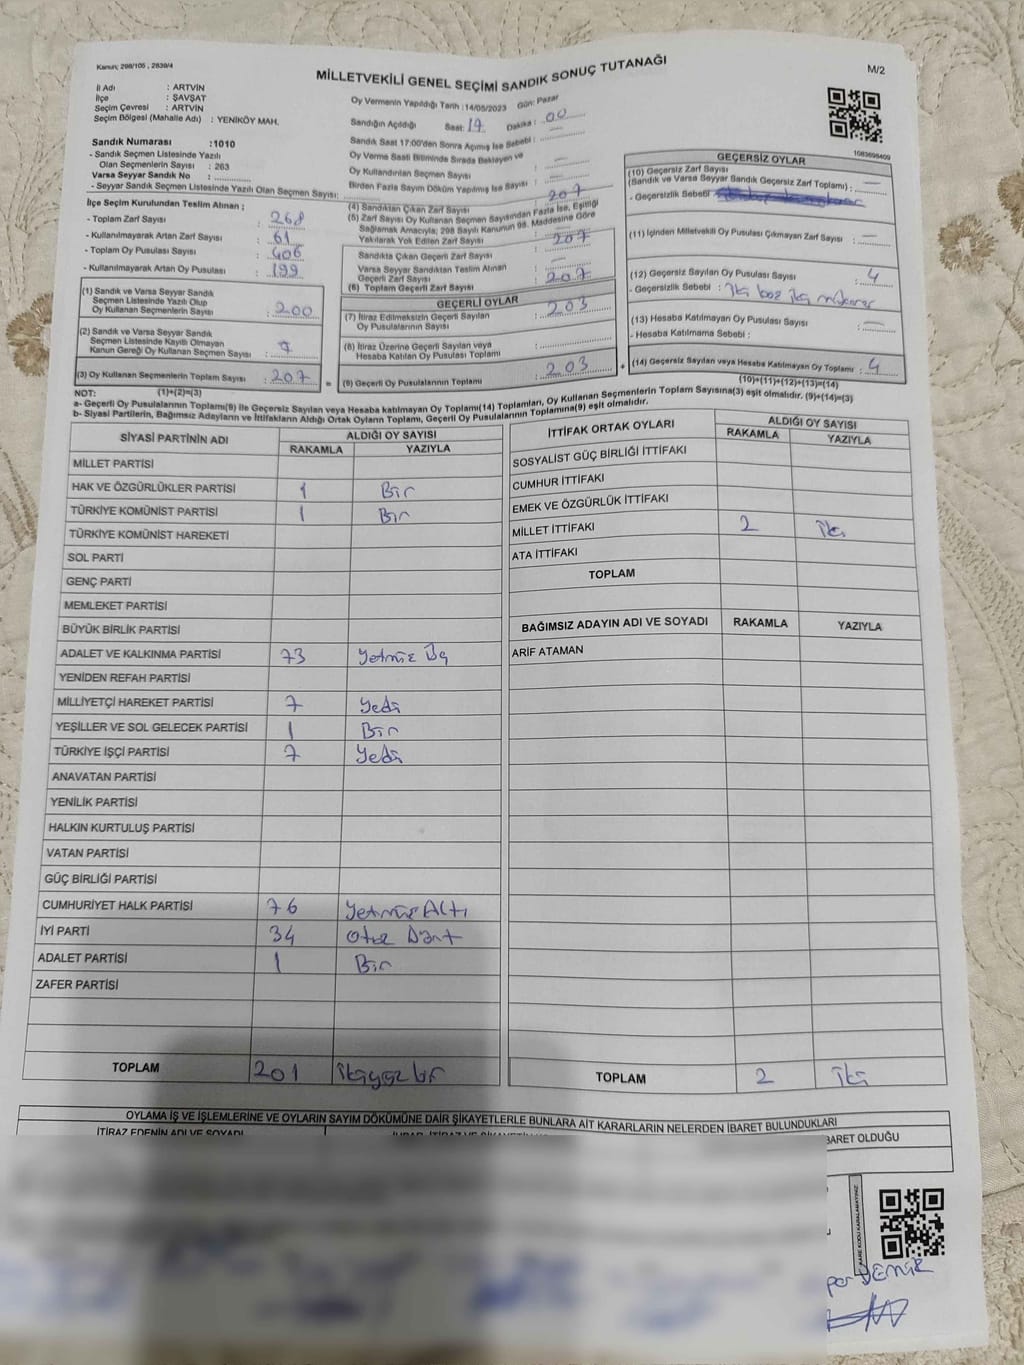 Kanun; 298/105 , 2839/4
MİLLETVEKİLİ GENEL SEÇİMİ SANDIK SONUÇ TUTANAĞI
M/2
İl Adı : ARTVİN
İlçe : ŞAVŞAT
Seçim Çevresi : ARTVİN
Seçim Bölgesi (Mahalle Adı) : YENİKÖY MAH.
Sandık Numarası :1010
- Sandık Seçmen Listesinde Yazılı
Olan Seçmenlerin Sayısı : 263
Varsa Seyyar Sandık No :
- Seyyar Sandık Seçmen Listesinde Yazılı Olan Seçmen Sayısı:
Oy Vermenin Yapıldığı Tarih :14/05/2023 Gün: Pazar
Sandığın Açıldığı Saat: 17 Dakika : 00
Sandık Saat 17:00'den Sonra Açılmış İse Sebebi : —
Oy Verme Saati Bitiminde Sırada Bekleyen ve
Oy Kullandırılan Seçmen Sayısı : —
Birden Fazla Sayım Döküm Yapılmış İse Sayısı : —
İlçe Seçim Kurulundan Teslim Alınan ;
- Toplam Zarf Sayısı : 268
- Kullanılmayarak Artan Zarf Sayısı : 61
- Toplam Oy Pusulası Sayısı : 406
- Kullanılmayarak Artan Oy Pusulası : 199
(1) Sandık ve Varsa Seyyar Sandık
Seçmen Listesinde Yazılı Olup
Oy Kullanan Seçmenlerin Sayısı : 200
(2) Sandık ve Varsa Seyyar Sandık
Seçmen Listesinde Kayıtlı Olmayan
Kanun Gereği Oy Kullanan Seçmen Sayısı : 7
(3) Oy Kullanan Seçmenlerin Toplam Sayısı : 207
(1)+(2)=(3)
(4) Sandıktan Çıkan Zarf Sayısı : 207
(5) Zarf Sayısı Oy Kullanan Seçmen Sayısından Fazla İse, Eşitliği
Sağlamak Amacıyla; 298 Sayılı Kanunun 98. Maddesine Göre
Yakılarak Yok Edilen Zarf Sayısı : —
Sandıkta Çıkan Geçerli Zarf Sayısı : 207
Varsa Seyyar Sandıktan Teslim Alınan
Geçerli Zarf Sayısı : —
(6) Toplam Geçerli Zarf Sayısı : 207
GEÇERLİ OYLAR
(7) İtiraz Edilmeksizin Geçerli Sayılan
Oy Pusulalarının Sayısı : 203
(8) İtiraz Üzerine Geçerli Sayılan veya
Hesaba Katılan Oy Pusulası Toplamı
= (9) Geçerli Oy Pusulalarının Toplamı : 203
1083698409
GEÇERSİZ OYLAR
(10) Geçersiz Zarf Sayısı
(Sandık ve Varsa Seyyar Sandık Geçersiz Zarf Toplamı) : —
- Geçersizlik Sebebi :
(11) İçinden Milletvekili Oy Pusulası Çıkmayan Zarf Sayısı : —
(12) Geçersiz Sayılan Oy Pusulası Sayısı : 4
- Geçersizlik Sebebi : iki boz iki
(13) Hesaba Katılmayan Oy Pusulası Sayısı : —
- Hesaba Katılmama Sebebi :
+ (14) Geçersiz Sayılan veya Hesaba Katılmayan Oy Toplamı : 4
(10)+(11)+(12)+(13)=(14)
NOT:
a- Geçerli Oy Pusulalarının Toplamı(9) ile Geçersiz Sayılan veya Hesaba katılmayan Oy Toplamı(14) Toplamları, Oy Kullanan Seçmenlerin Toplam Sayısına(3) eşit olmalıdır. (9)+(14)=(3)
b- Siyasi Partilerin, Bağımsız Adayların ve İttifakların Aldığı Ortak Oyların Toplamı, Geçerli Oy Pusulalarının Toplamına(9) eşit olmalıdır.
SİYASİ PARTİNİN ADI ALDIĞI OY SAYISI
RAKAMLA YAZIYLA
MİLLET PARTİSİ
HAK VE ÖZGÜRLÜKLER PARTİSİ 1 Bir
TÜRKİYE KOMÜNİST PARTİSİ 1 Bir
TÜRKİYE KOMÜNİST HAREKETİ
SOL PARTİ
GENÇ PARTİ
MEMLEKET PARTİSİ
BÜYÜK BİRLİK PARTİSİ
ADALET VE KALKINMA PARTİSİ 73 Yetmiş Üç
YENİDEN REFAH PARTİSİ
MİLLİYETÇİ HAREKET PARTİSİ 7 Yedi
YEŞİLLER VE SOL GELECEK PARTİSİ 1 Bir
TÜRKİYE İŞÇİ PARTİSİ 7 Yedi
ANAVATAN PARTİSİ
YENİLİK PARTİSİ
HALKIN KURTULUŞ PARTİSİ
VATAN PARTİSİ
GÜÇ BİRLİĞİ PARTİSİ
CUMHURİYET HALK PARTİSİ 76 Yetmiş Altı
İYİ PARTİ 34 Otuz Dört
ADALET PARTİSİ 1 Bir
ZAFER PARTİSİ
TOPLAM 201 ikiyüz bir
İTTİFAK ORTAK OYLARI ALDIĞI OY SAYISI
RAKAMLA YAZIYLA
SOSYALİST GÜÇ BİRLİĞİ İTTİFAKI
CUMHUR İTTİFAKI
EMEK VE ÖZGÜRLÜK İTTİFAKI
MİLLET İTTİFAKI 2 iki
ATA İTTİFAKI
TOPLAM
BAĞIMSIZ ADAYIN ADI VE SOYADI RAKAMLA YAZIYLA
ARİF ATAMAN
TOPLAM 2 iki
OYLAMA İŞ VE İŞLEMLERİNE VE OYLARIN SAYIM DÖKÜMÜNE DAİR ŞİKAYETLERLE BUNLARA AİT KARARLARIN NELERDEN İBARET BULUNDUKLARI
İTİRAZ EDENİN ADI VE SOYADI
BARET OLDUĞU
KARE KODU KARALAMAYINIZ
DEMİR